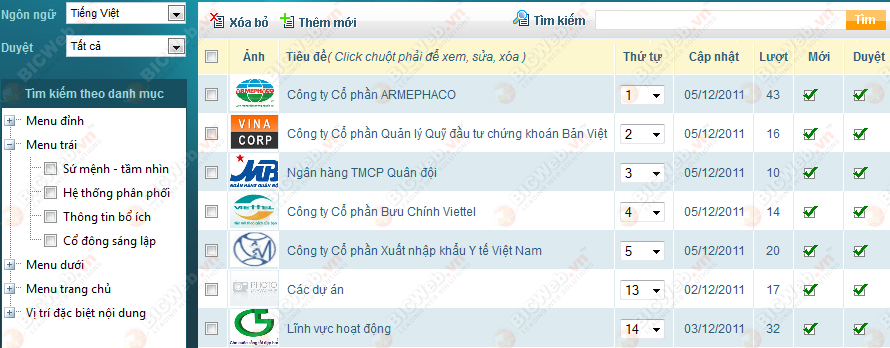 Ngôn ngữ Tiếng Việt
Duyệt Tất cả
Tìm kiếm theo danh mục
Menu đỉnh
Menu trái
Sứ mệnh - tầm nhìn
Hệ thống phân phối
Thông tin bổ ích
Cổ đông sáng lập
Menu dưới
Menu trang chủ
Vị trí đặc biệt nội dung
Xóa bỏ Thêm mới Tìm kiếm Tìm
Ảnh Tiêu đề( Click chuột phải để xem, sửa, xóa ) Thứ tự Cập nhật Lượt Mới Duyệt
ARMEPHACO Công ty Cổ phần ARMEPHACO 1 05/12/2011 43
VINA
CORP
Công ty Cổ phần Quản lý Quỹ đầu tư chứng khoán Bản Việt 2 05/12/2011 16
MB
NGÂN HÀNG QUÂN ĐỘI
Ngân hàng TMCP Quân đội 3 05/12/2011 10
VIETTEL
Công ty Cổ phần Bưu Chính Viettel 4 05/12/2011 14
Công ty Cổ phần Xuất nhập khẩu Y tế Việt Nam 5 05/12/2011 20
PHOTO Các dự án 13 02/12/2011 17
Lĩnh vực hoạt động 14 03/12/2011 32
BICWeb.vn